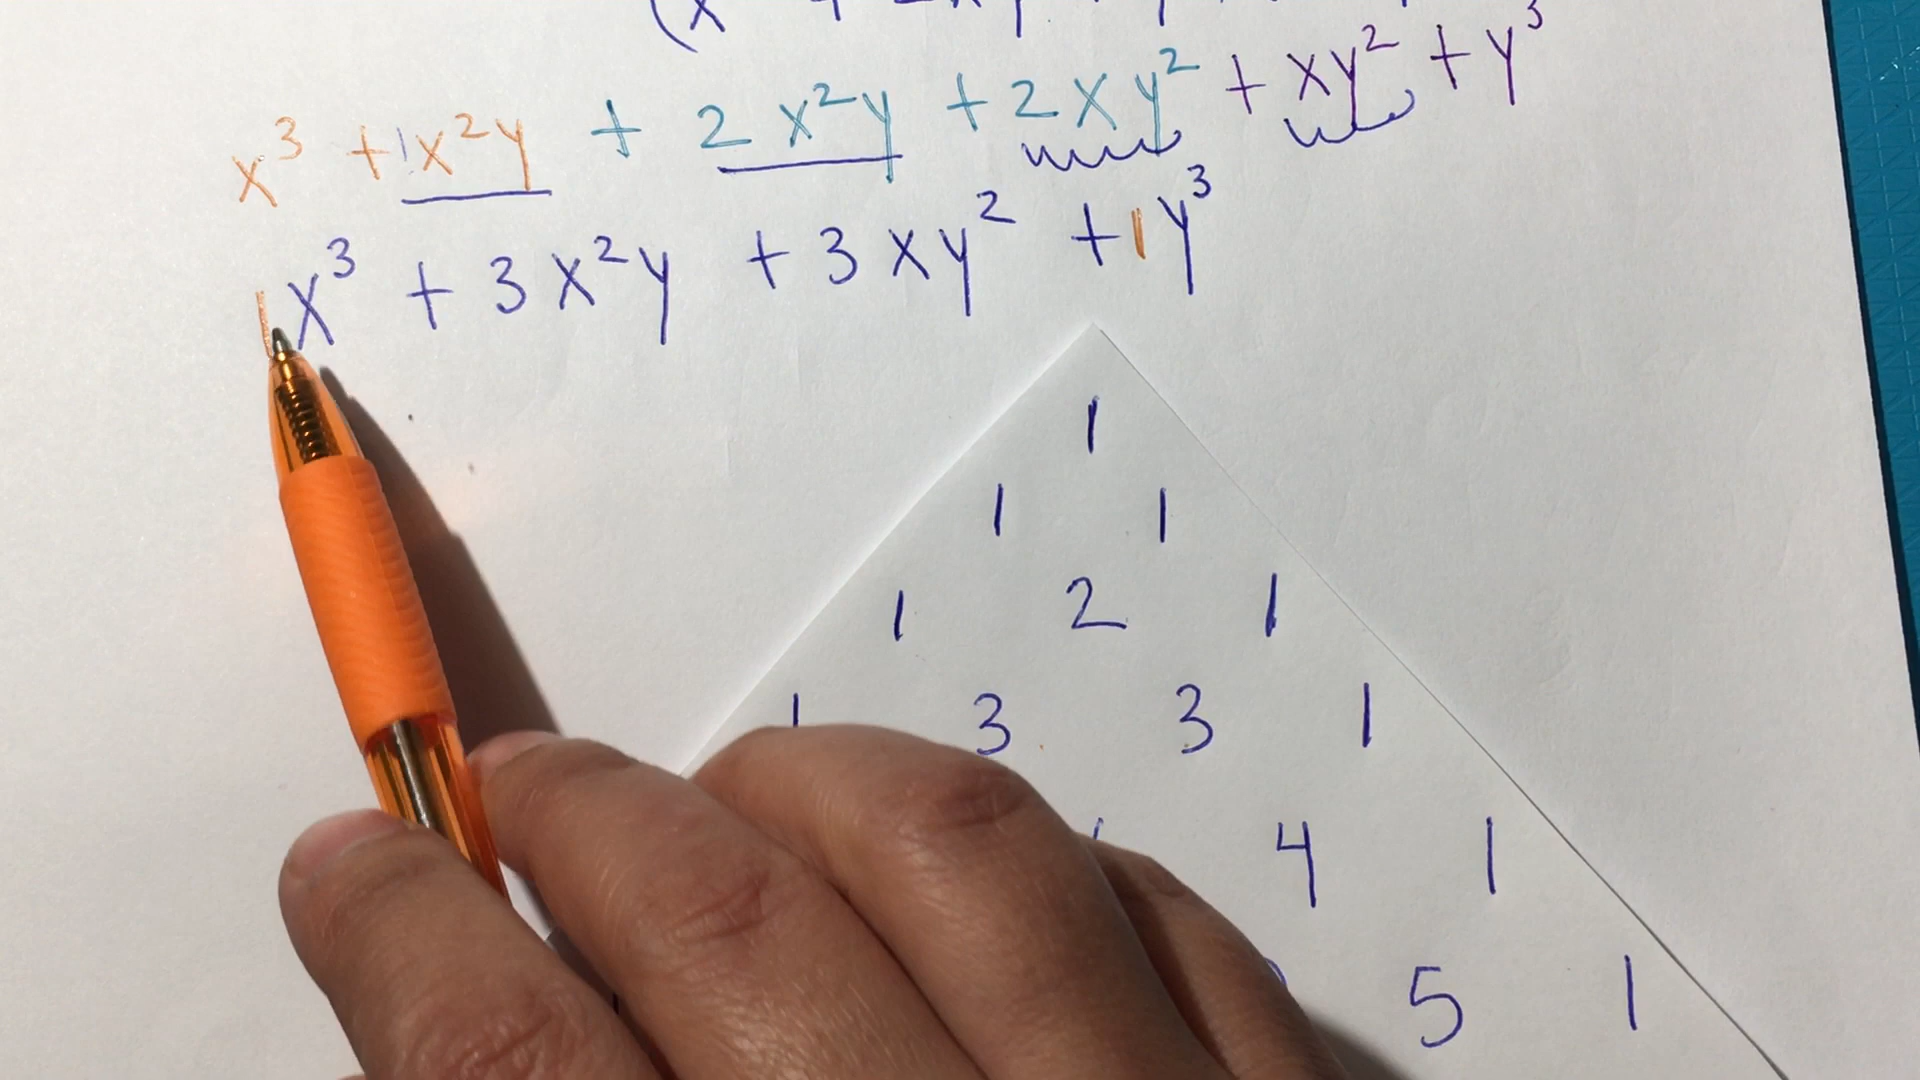 x³ + 1x²y + 2x²y + 2xy² + xy² + y³
1x³ + 3x²y + 3xy² + 1y³
1
1 1
1 2 1
1 3 3 1
4 1
5 1